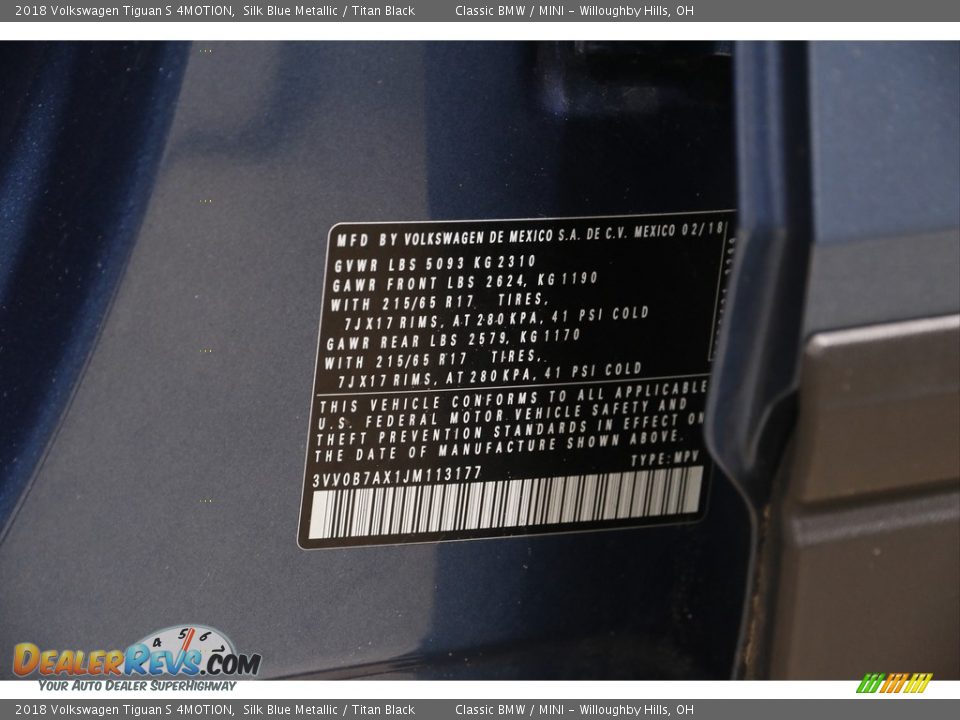 2018 Volkswagen Tiguan S 4MOTION, Silk Blue Metallic / Titan Black Classic BMW / MINI - Willoughby Hills, OH
MFD BY VOLKSWAGEN DE MEXICO S.A. DE C.V. MEXICO 02/18
GVWR LBS 5093 KG 2310
GAWR FRONT LBS 2624, KG 1190
WITH 215/65 R17 TIRES,
7JX17 RIMS, AT 280 KPA, 41 PSI COLD
GAWR REAR LBS 2579, KG 1170
WITH 215/65 R17 TIRES,
7JX17 RIMS, AT 280 KPA, 41 PSI COLD
THIS VEHICLE CONFORMS TO ALL APPLICABLE
U.S. FEDERAL MOTOR VEHICLE SAFETY AND
THEFT PREVENTION STANDARDS IN EFFECT ON
THE DATE OF MANUFACTURE SHOWN ABOVE.
TYPE: MPV
3VV0B7AX1JM113177
4 5 6
DEALERREVS.COM
YOUR AUTO DEALER SUPERHIGHWAY
2018 Volkswagen Tiguan S 4MOTION, Silk Blue Metallic / Titan Black Classic BMW / MINI - Willoughby Hills, OH